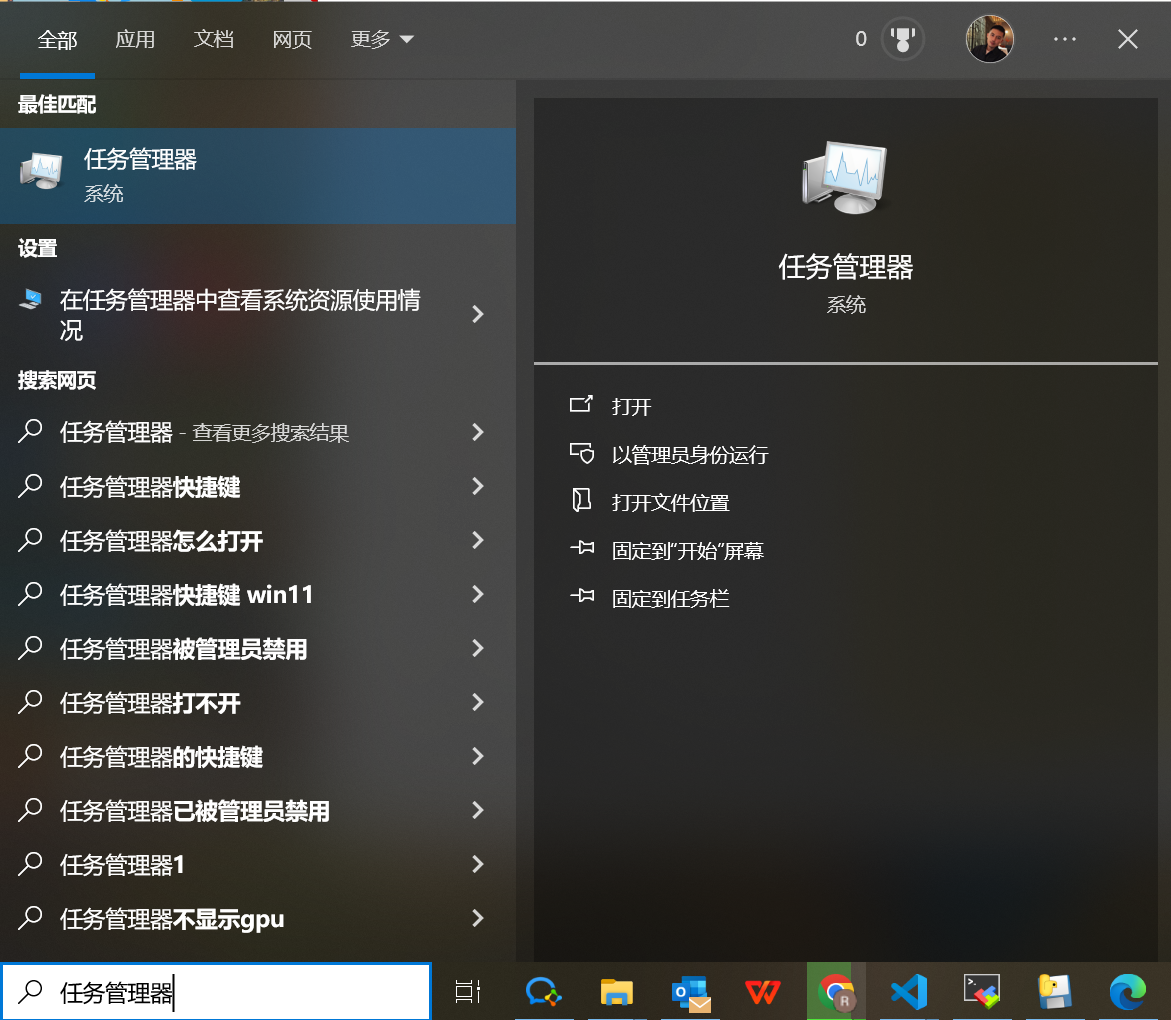 全部 应用 文档 网页 更多 0
最佳匹配
任务管理器
系统
设置
在任务管理器中查看系统资源使用情
况
搜索网页
任务管理器 - 查看更多搜索结果
任务管理器快捷键
任务管理器怎么打开
任务管理器快捷键 win11
任务管理器被管理员禁用
任务管理器打不开
任务管理器的快捷键
任务管理器已被管理员禁用
任务管理器1
任务管理器不显示gpu
任务管理器
系统
打开
以管理员身份运行
打开文件位置
固定到“开始”屏幕
固定到任务栏
任务管理器
R